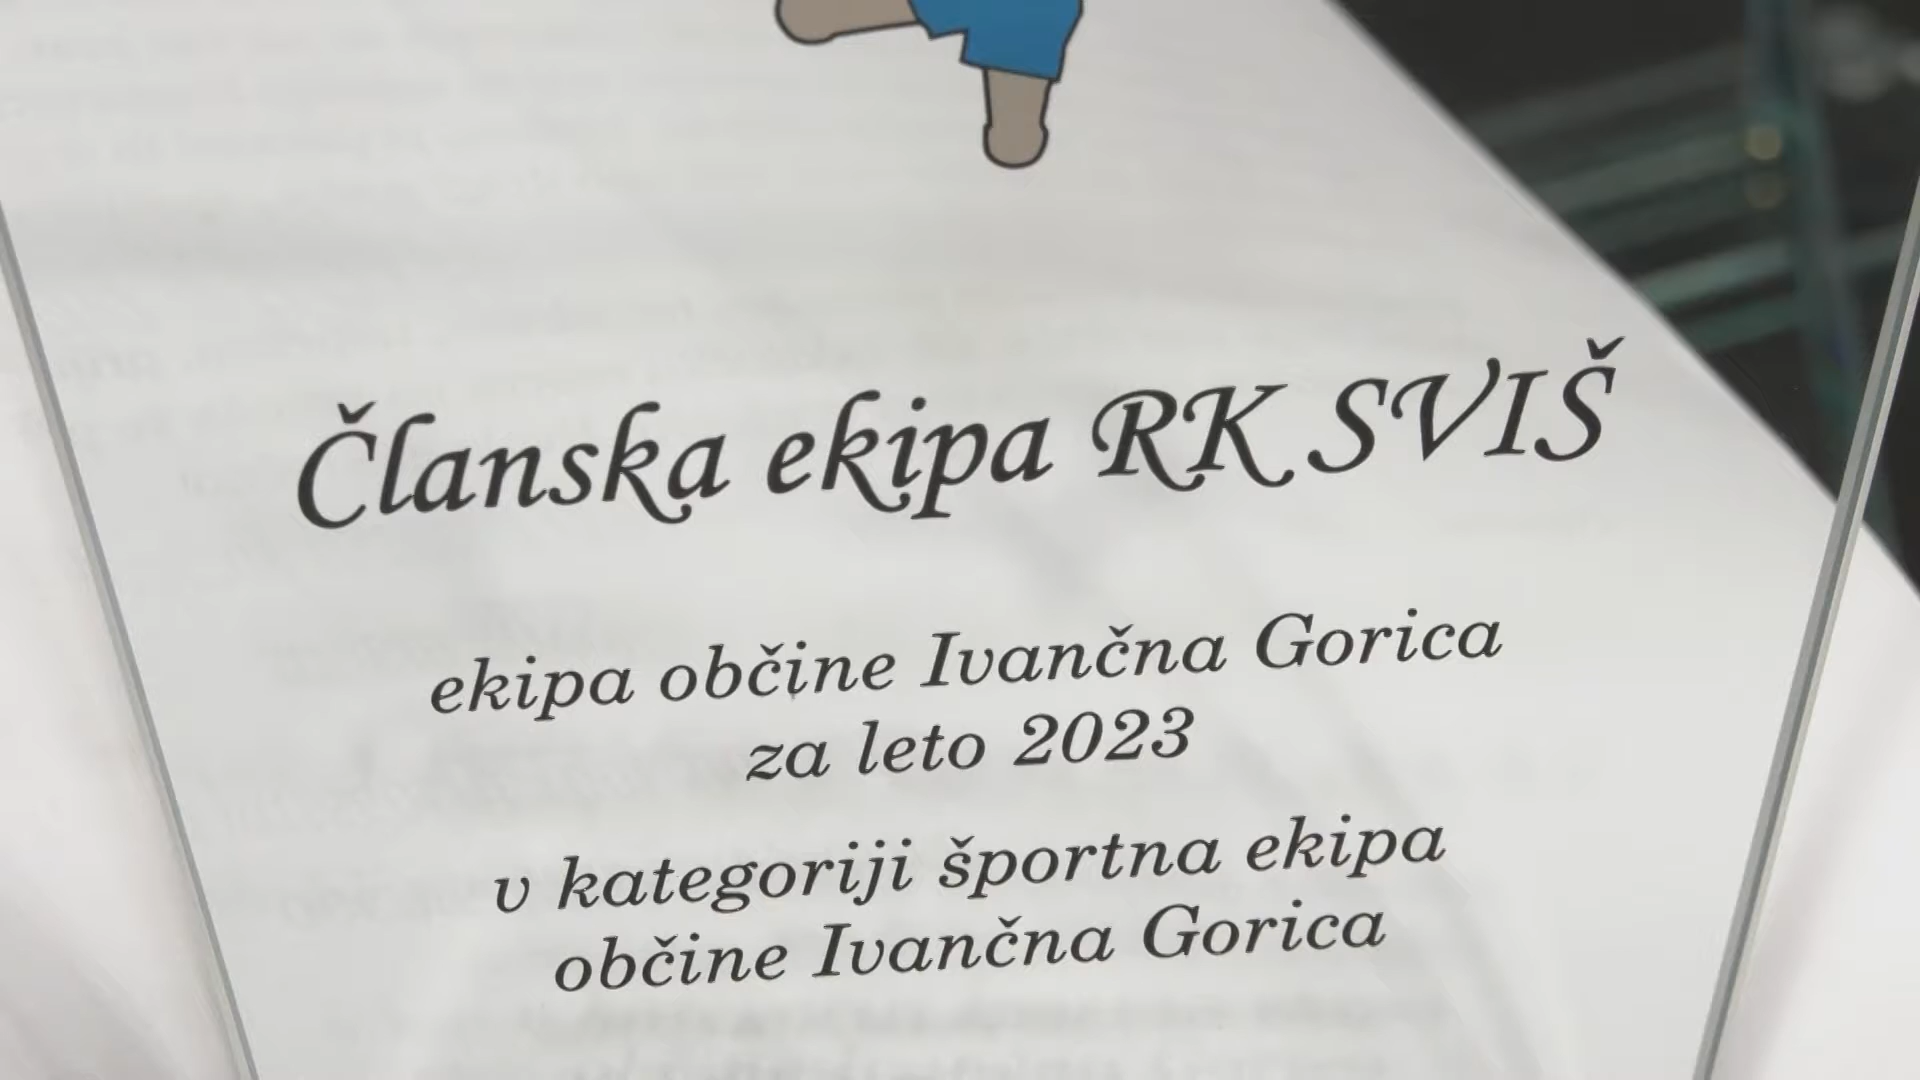 Članska ekipa RK SVIŠ
ekipa občine Ivančna Gorica
za leto 2023
v kategoriji športna ekipa
občine Ivančna Gorica